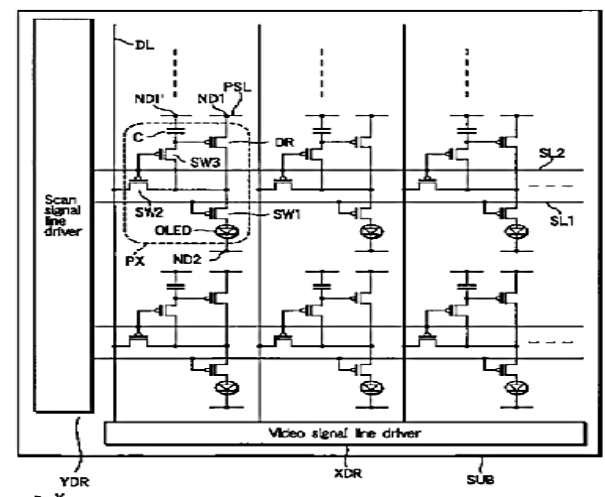 DL
ND1' ND1 PSL
C
DR
SW3
SL2
Scan
signal
line
driver
SW2
SW1
SL1
OLED
PX
ND2
Video signal line driver
YDR
XDR
SUB
X